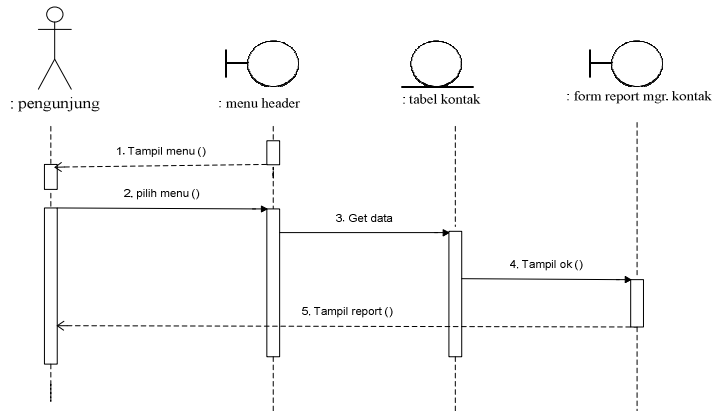 : pengunjung
: menu header
: tabel kontak
: form report mgr. kontak
1. Tampil menu ()
2. pilih menu ()
3. Get data
4. Tampil ok ()
5. Tampil report ()